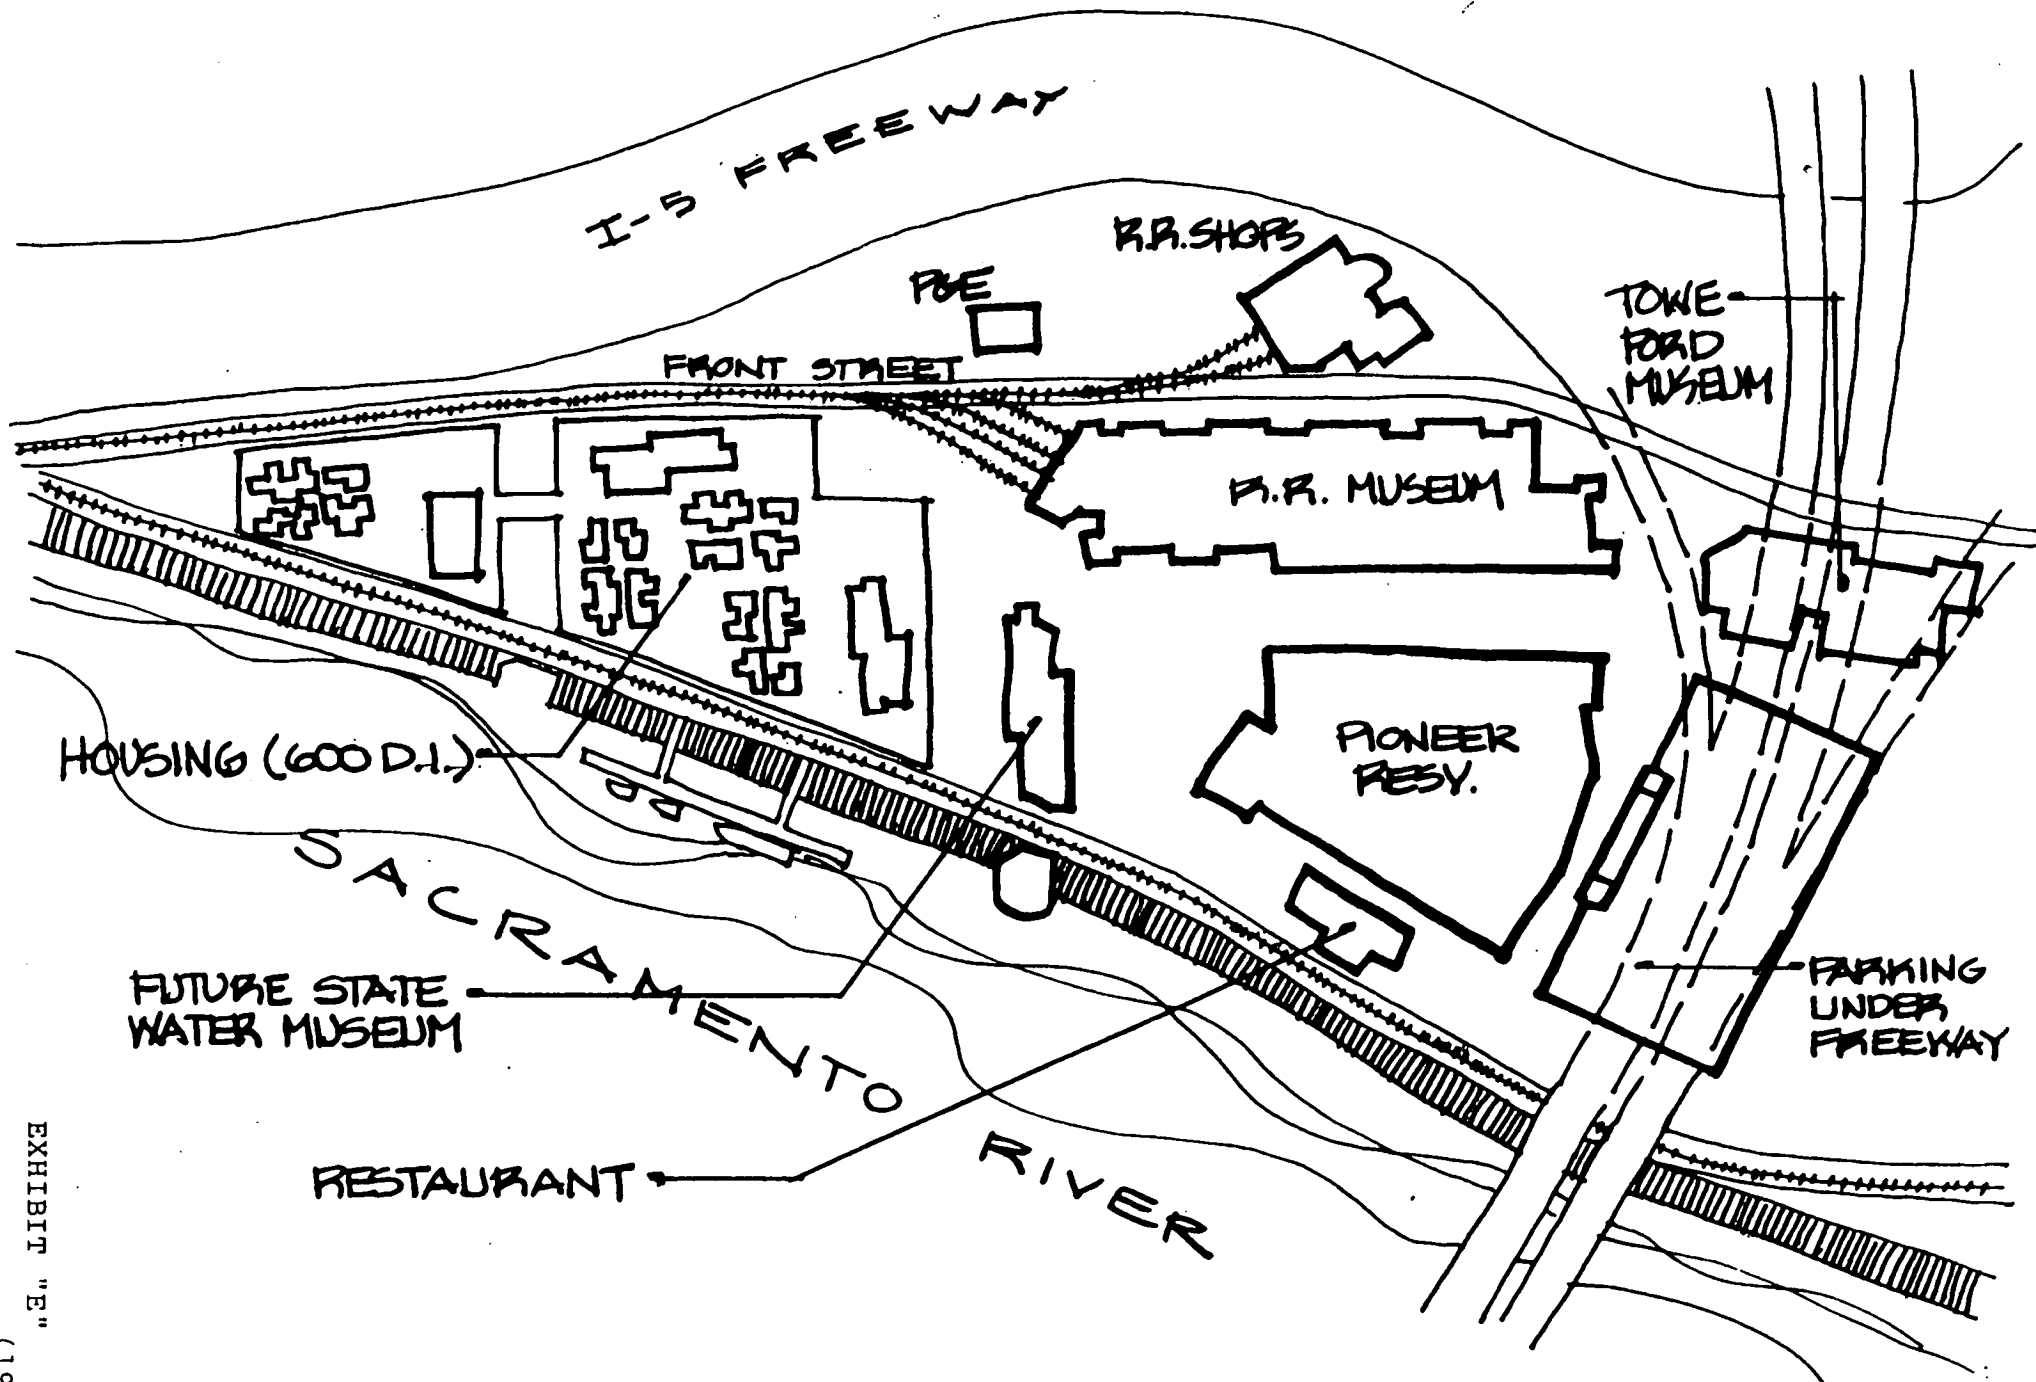 I-5 FREEWAY
R.R. SHOPS
PG&E
TOWE
FORD
MUSEUM
FRONT STREET
R.R. MUSEUM
PIONEER
RESV.
HOUSING (600 D.U.)
SACRAMENTO RIVER
FUTURE STATE
WATER MUSEUM
PARKING
UNDER
FREEWAY
RESTAURANT
EXHIBIT "E"